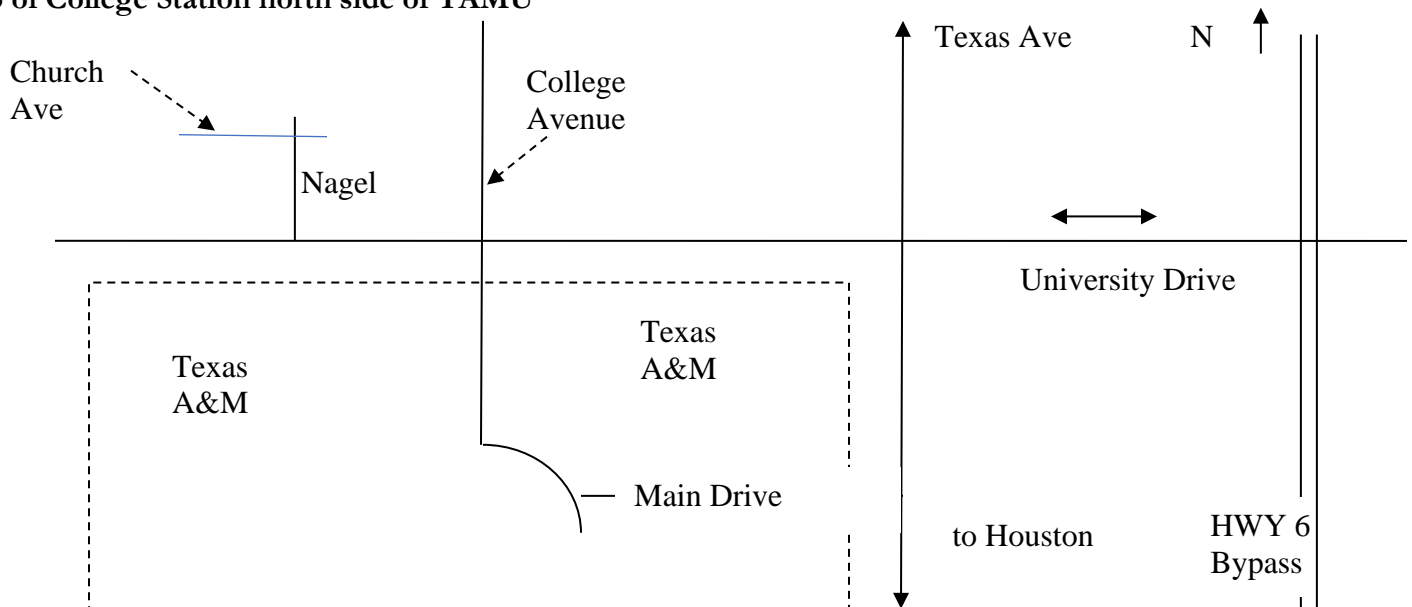 of College Station north side of TAMU
Texas Ave
N
Church
Ave
College
Avenue
Nagel
University Drive
Texas
A&M
Texas
A&M
Main Drive
to Houston
HWY 6
Bypass